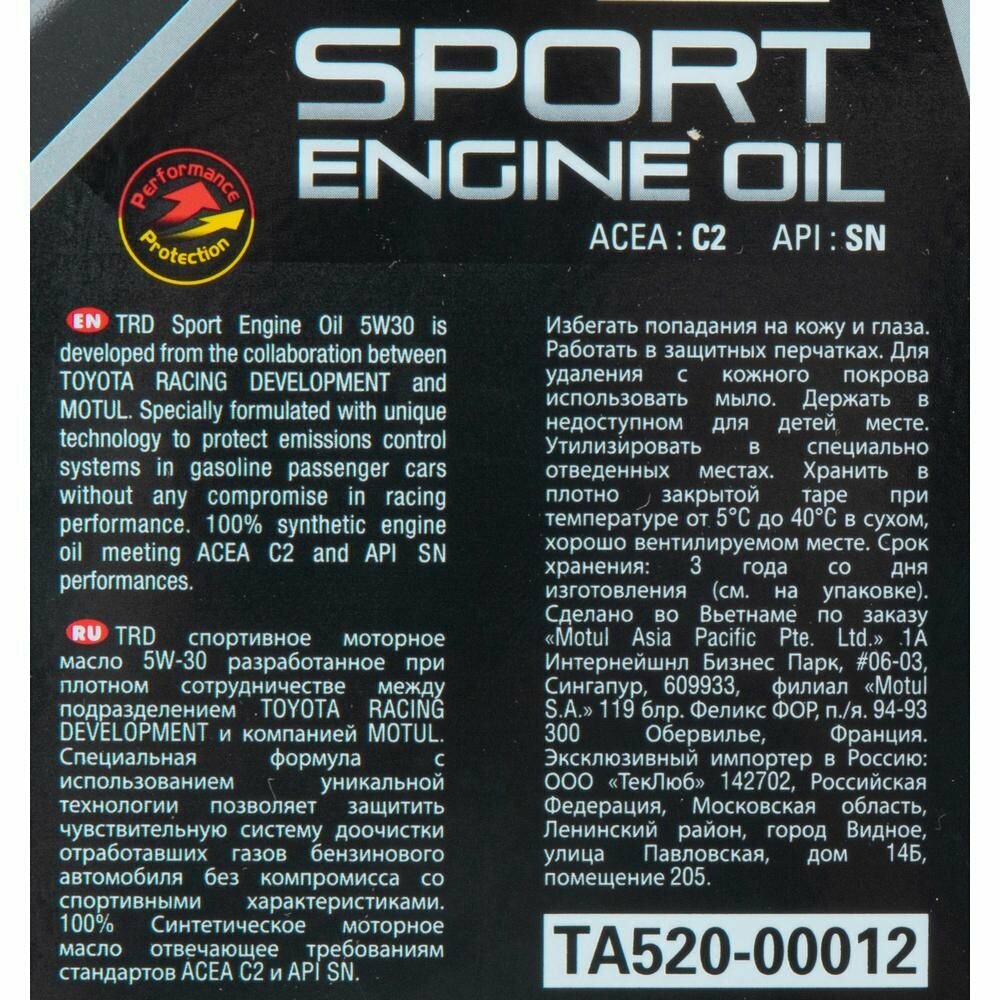 SPORT
ENGINE OIL
Performance
Protection
ACEA : C2 API : SN
EN TRD Sport Engine Oil 5W30 is
developed from the collaboration between
TOYOTA RACING DEVELOPMENT and
MOTUL. Specially formulated with unique
technology to protect emissions control
systems in gasoline passenger cars
without any compromise in racing
performance. 100% synthetic engine
oil meeting ACEA C2 and API SN
performances.
RU TRD спортивное моторное
масло 5W-30 разработанное при
плотном сотрудничестве между
подразделением TOYOTA RACING
DEVELOPMENT и компанией MOTUL.
Специальная формула с
использованием уникальной
технологии позволяет защитить
чувствительную систему доочистки
отработавших газов бензинового
автомобиля без компромисса со
спортивными характеристиками.
100% Синтетическое моторное
масло отвечающее требованиям
стандартов ACEA C2 и API SN.
Избегать попадания на кожу и глаза.
Работать в защитных перчатках. Для
удаления с кожного покрова
использовать мыло. Держать в
недоступном для детей месте.
Утилизировать в специально
отведенных местах. Хранить в
плотно закрытой таре при
температуре от 5°C до 40°C в сухом,
хорошо вентилируемом месте. Срок
хранения: 3 года со дня
изготовления (см. на упаковке).
Сделано во Вьетнаме по заказу
«Motul Asia Pacific Pte. Ltd.» 1A
Интернейшнл Бизнес Парк, #06-03,
Сингапур, 609933, филиал «Motul
S.A.» 119 блр. Феликс ФОР, п./я. 94-93
300 Обервилье, Франция.
Эксклюзивный импортер в Россию:
ООО «ТекЛюб» 142702, Российская
Федерация, Московская область,
Ленинский район, город Видное,
улица Павловская, дом 14Б,
помещение 205.
TA520-00012